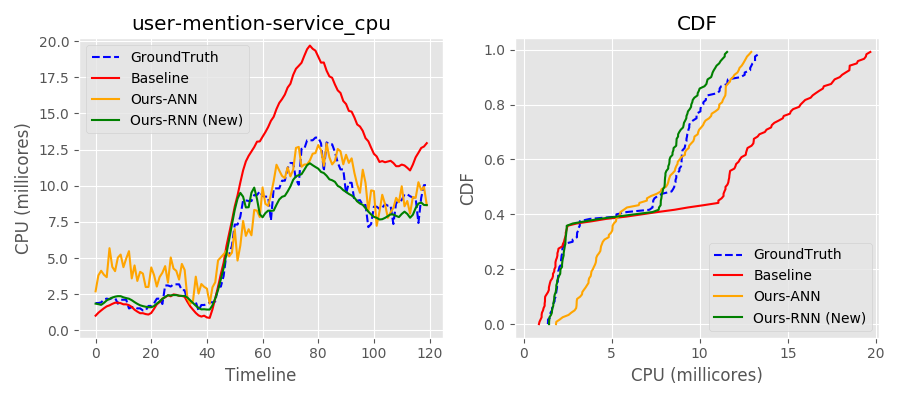 user-mention-service_cpu
CPU (millicores)
20.0
17.5
15.0
12.5
10.0
7.5
5.0
2.5
0.0
GroundTruth
Baseline
Ours-ANN
Ours-RNN (New)
0
20
40
60
80
100
120
Timeline
CDF
CDF
1.0
0.8
0.6
0.4
0.2
0.0
GroundTruth
Baseline
Ours-ANN
Ours-RNN (New)
0
5
10
15
20
CPU (millicores)